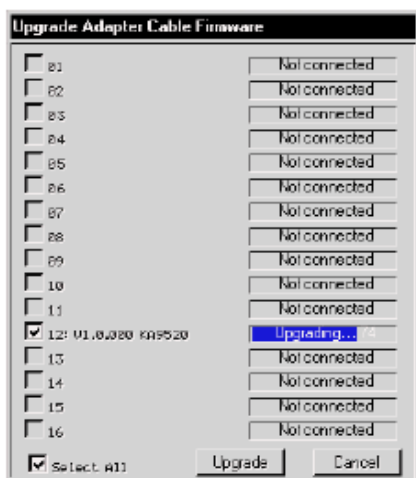 Upgrade Adapter Cable Firmware
01 Not connected
02 Not connected
03 Not connected
04 Not connected
05 Not connected
06 Not connected
07 Not connected
08 Not connected
09 Not connected
10 Not connected
11 Not connected
12: V1.0.080 KA9520 Upgrading...
13 Not connected
14 Not connected
15 Not connected
16 Not connected
Select All Upgrade Cancel